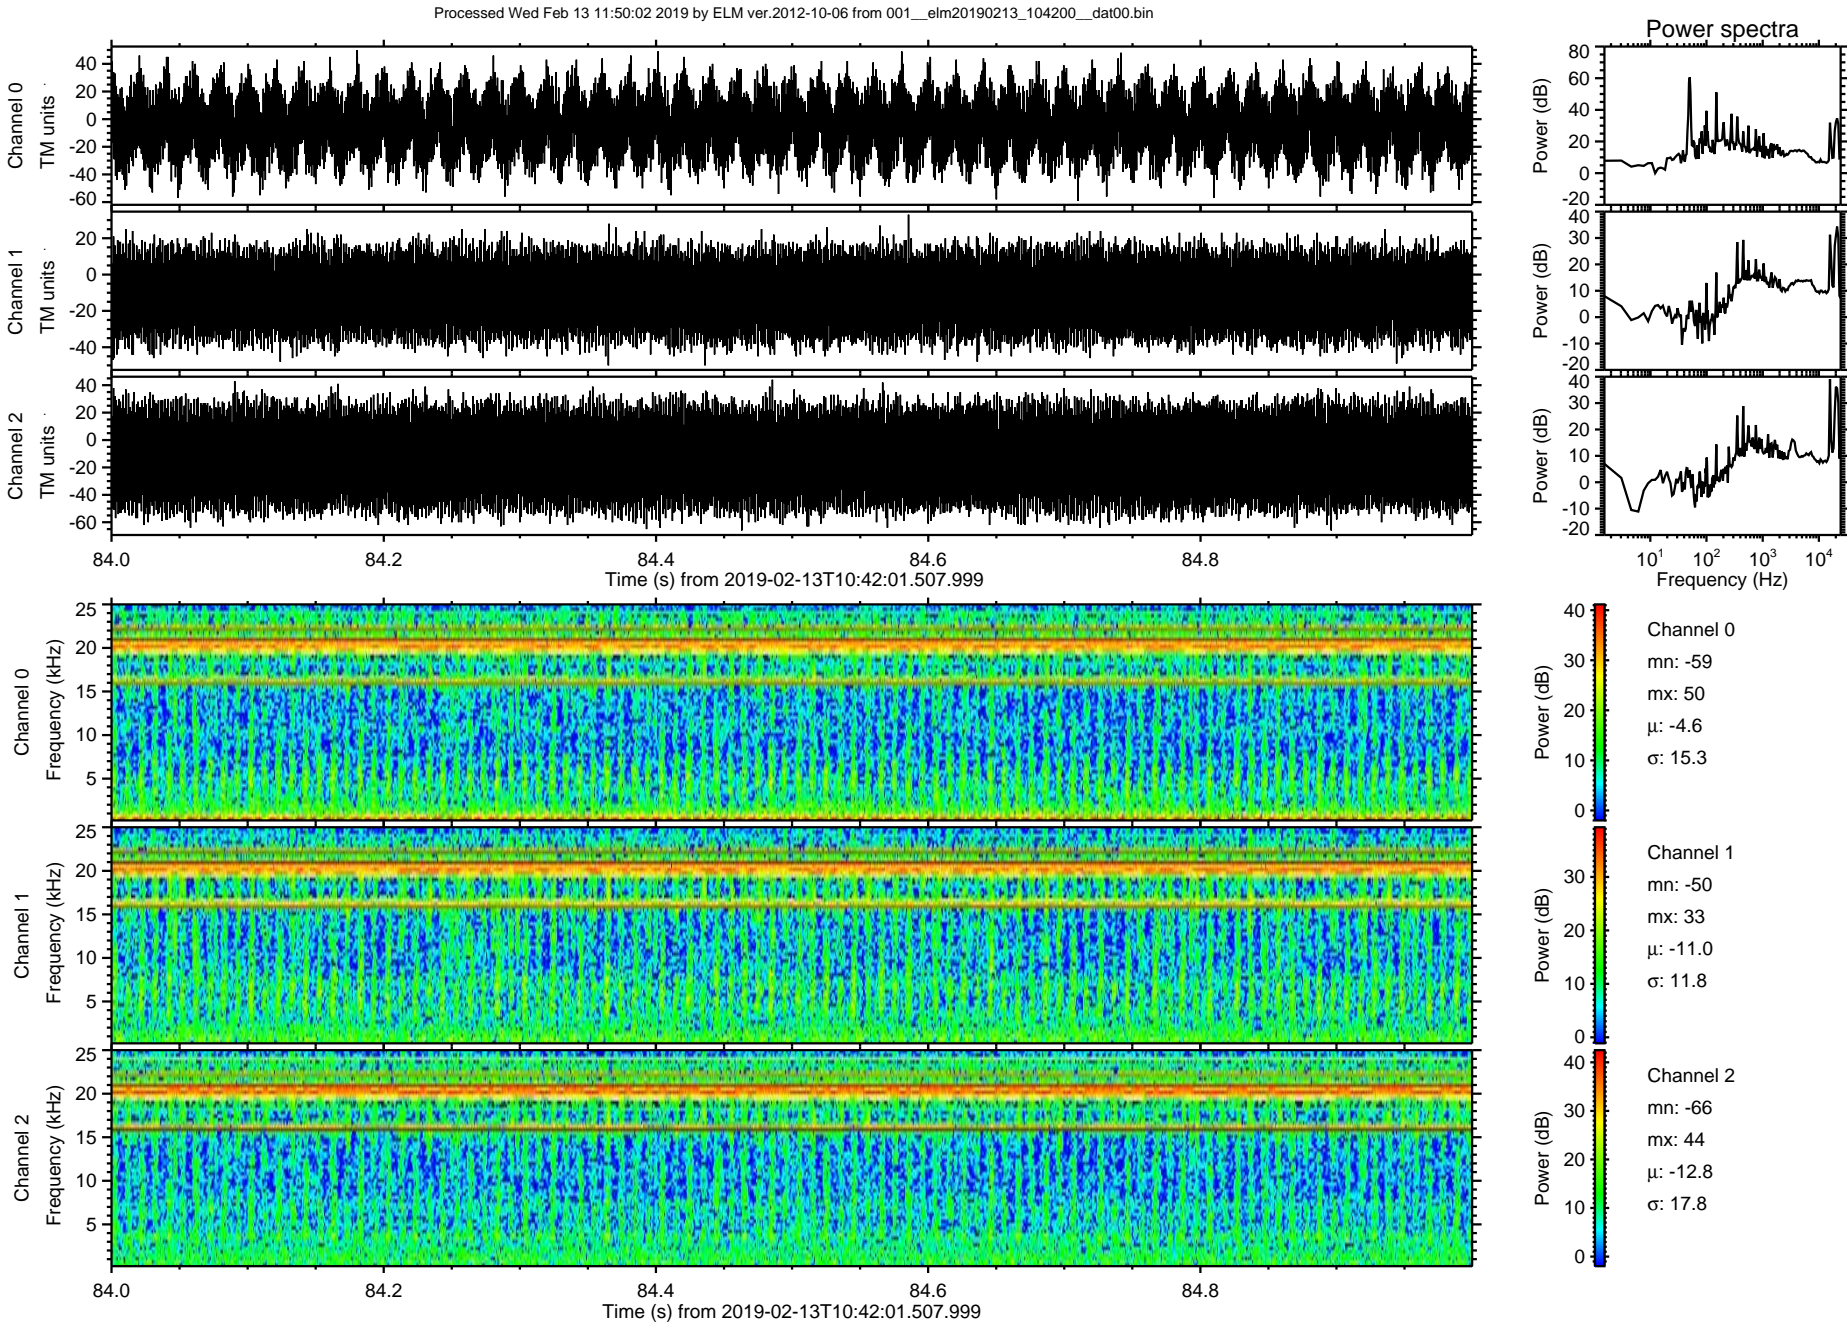 Processed Wed Feb 13 11:50:02 2019 by ELM ver.2012-10-06 from 001__elm20190213_104200__dat00.bin
Power spectra
Channel 0
TM units
40
20
0
-20
-40
-60
Power (dB)
80
60
40
20
0
-20
Channel 1
TM units
20
0
-20
-40
Power (dB)
40
30
20
10
0
-10
-20
Channel 2
TM units
40
20
0
-20
-40
-60
Power (dB)
40
30
20
10
0
-10
-20
84.0 84.2 84.4 84.6 84.8
Time (s) from 2019-02-13T10:42:01.507.999
10^1 10^2 10^3 10^4
Frequency (Hz)
Channel 0
Frequency (kHz)
25
20
15
10
5
Power (dB)
40
30
20
10
0
Channel 0
mn: -59
mx: 50
μ: -4.6
σ: 15.3
Channel 1
Frequency (kHz)
25
20
15
10
5
Power (dB)
30
20
10
0
Channel 1
mn: -50
mx: 33
μ: -11.0
σ: 11.8
Channel 2
Frequency (kHz)
25
20
15
10
5
Power (dB)
40
30
20
10
0
Channel 2
mn: -66
mx: 44
μ: -12.8
σ: 17.8
84.0 84.2 84.4 84.6 84.8
Time (s) from 2019-02-13T10:42:01.507.999